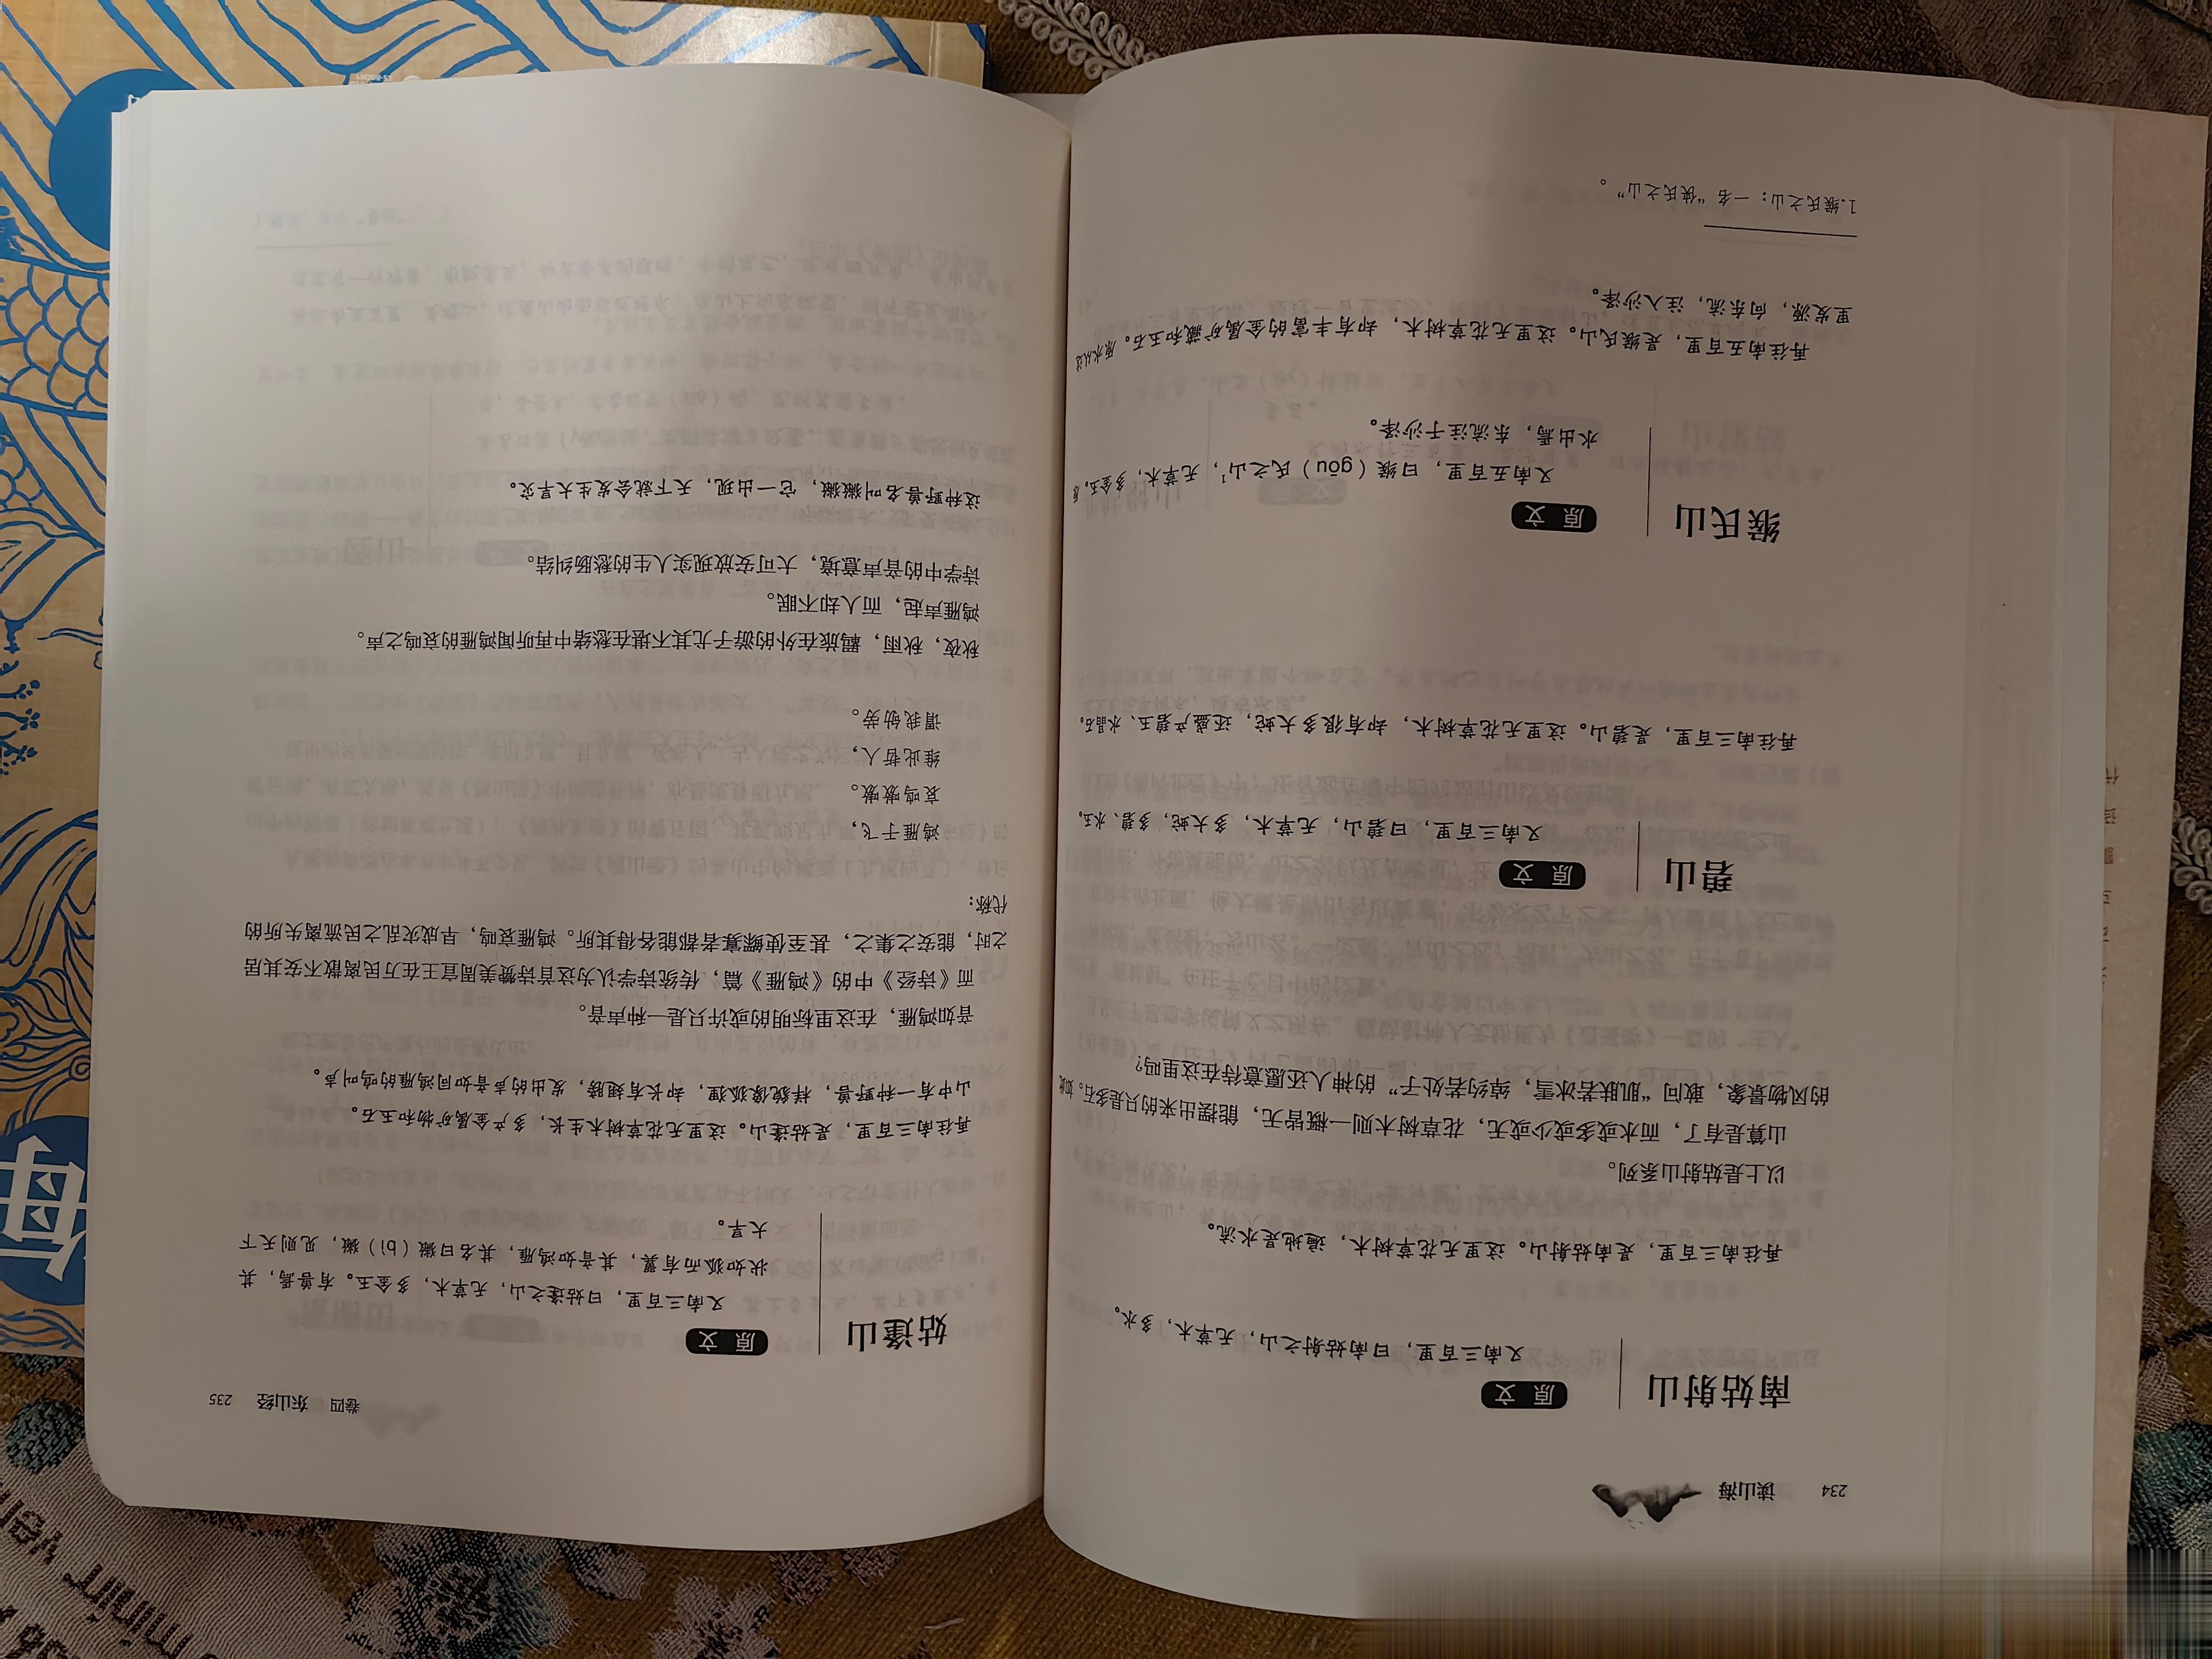 234 读山海
南姑射山
原文
又南三百里，曰南姑射之山，无草木，多水。
再往南三百里，是南姑射山。这里无花草树木，遍地是水流。
以上是姑射山系列。
山算是有了，而水或多或少或无，花草树木则一概皆无，能摆出来的只是多石。如此
的风物景象，敢问“肌肤若冰雪，绰约若处子”的神人还愿意待在这里吗？
碧山
原文
又南三百里，曰碧山，无草木，多大蛇，多碧、水玉。
再往南三百里，是碧山。这里无花草树木，却有很多大蛇，还盛产碧玉、水晶石。
缑氏山
原文
又南五百里，曰缑（gōu）氏之山¹，无草木，多金玉。原
水出焉，东流注于沙泽。
再往南五百里，是缑氏山。这里无花草树木，却有丰富的金属矿藏和玉石。原水从这
里发源，向东流，注入沙泽。
1.缑氏之山：一名“侠氏之山”。
卷四 东山经 235
姑逢山
原文
又南三百里，曰姑逢之山，无草木，多金玉。有兽焉，其
状如狐而有翼，其音如鸿雁，其名曰獙（bì）獙，见则天下
大旱。
再往南三百里，是姑逢山。这里无花草树木生长，多产金属矿物和玉石。
山中有一种野兽，样貌像狐狸，却长有翅膀，发出的声音如同鸿雁的鸣叫声。
音如鸿雁，在这里标明的或许只是一种声音。
而《诗经》中的《鸿雁》篇，传统诗学认为这首诗赞美周宣王在万民离散不安其居
之时，能安之集之，甚至使鳏寡者都能各得其所。鸿雁哀鸣，早成灾乱之民流离失所的
代称：
鸿雁于飞，
哀鸣嗷嗷。
维此哲人，
谓我劬劳。
秋夜，秋雨，羁旅在外的游子尤其不堪在愁绪中再听闻鸿雁的哀鸣之声。
鸿雁声起，而人却不眠。
诗学中的音声意境，大可安放现实人生的愁肠纠结。
这种野兽名叫獙獙，它一出现，天下就会发生大旱灾。
海